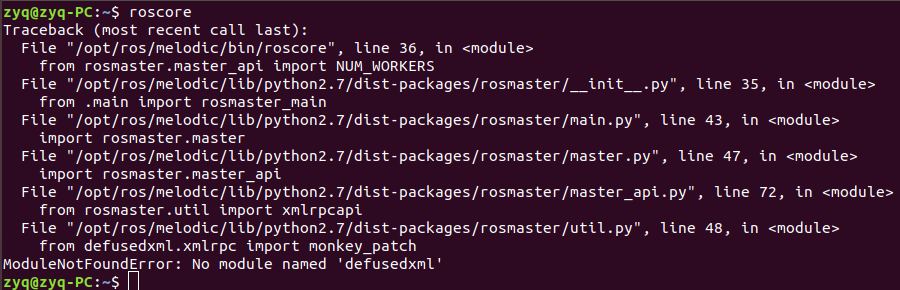 zyq@zyq-PC:~$ roscore
Traceback (most recent call last):
  File "/opt/ros/melodic/bin/roscore", line 36, in <module>
    from rosmaster.master_api import NUM_WORKERS
  File "/opt/ros/melodic/lib/python2.7/dist-packages/rosmaster/__init__.py", line 35, in <module>
    from .main import rosmaster_main
  File "/opt/ros/melodic/lib/python2.7/dist-packages/rosmaster/main.py", line 43, in <module>
    import rosmaster.master
  File "/opt/ros/melodic/lib/python2.7/dist-packages/rosmaster/master.py", line 47, in <module>
    import rosmaster.master_api
  File "/opt/ros/melodic/lib/python2.7/dist-packages/rosmaster/master_api.py", line 72, in <module>
    from rosmaster.util import xmlrpcapi
  File "/opt/ros/melodic/lib/python2.7/dist-packages/rosmaster/util.py", line 48, in <module>
    from defusedxml.xmlrpc import monkey_patch
ModuleNotFoundError: No module named 'defusedxml'
zyq@zyq-PC:~$